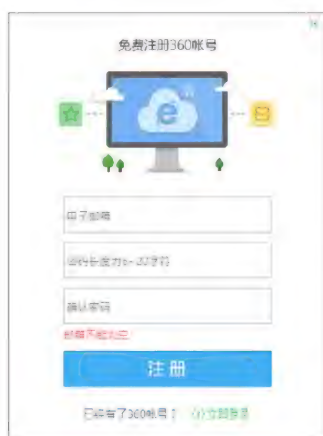 免费注册360帐号
电子邮箱
密码长度为6-20字符
确认密码
邮箱不能为空
注册
已经有了360帐号？ 立即登录